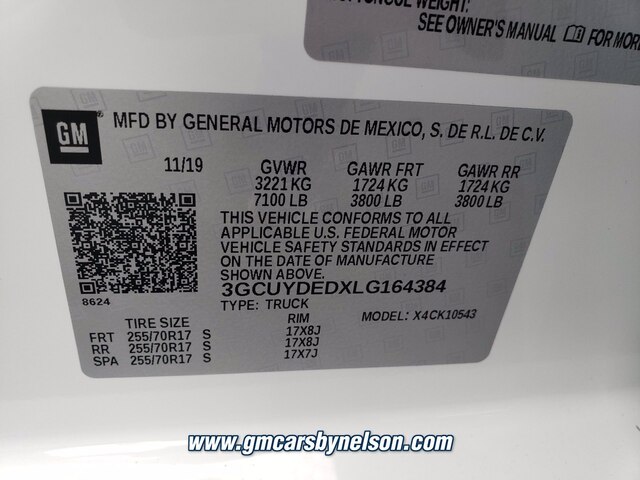 SEE OWNER'S MANUAL FOR MORE
GM
MFD BY GENERAL MOTORS DE MEXICO, S. DE R.L. DE C.V.
11/19 GVWR GAWR FRT GAWR RR
3221 KG 1724 KG 1724 KG
7100 LB 3800 LB 3800 LB
THIS VEHICLE CONFORMS TO ALL
APPLICABLE U.S. FEDERAL MOTOR
VEHICLE SAFETY STANDARDS IN EFFECT
ON THE DATE OF MANUFACTURE
SHOWN ABOVE.
3GCUYDEDXLG164384
8624
TYPE: TRUCK
TIRE SIZE RIM MODEL: X4CK10543
FRT 255/70R17 S 17X8J
RR 255/70R17 S 17X8J
SPA 255/70R17 S 17X7J
www.gmcarsbynelson.com